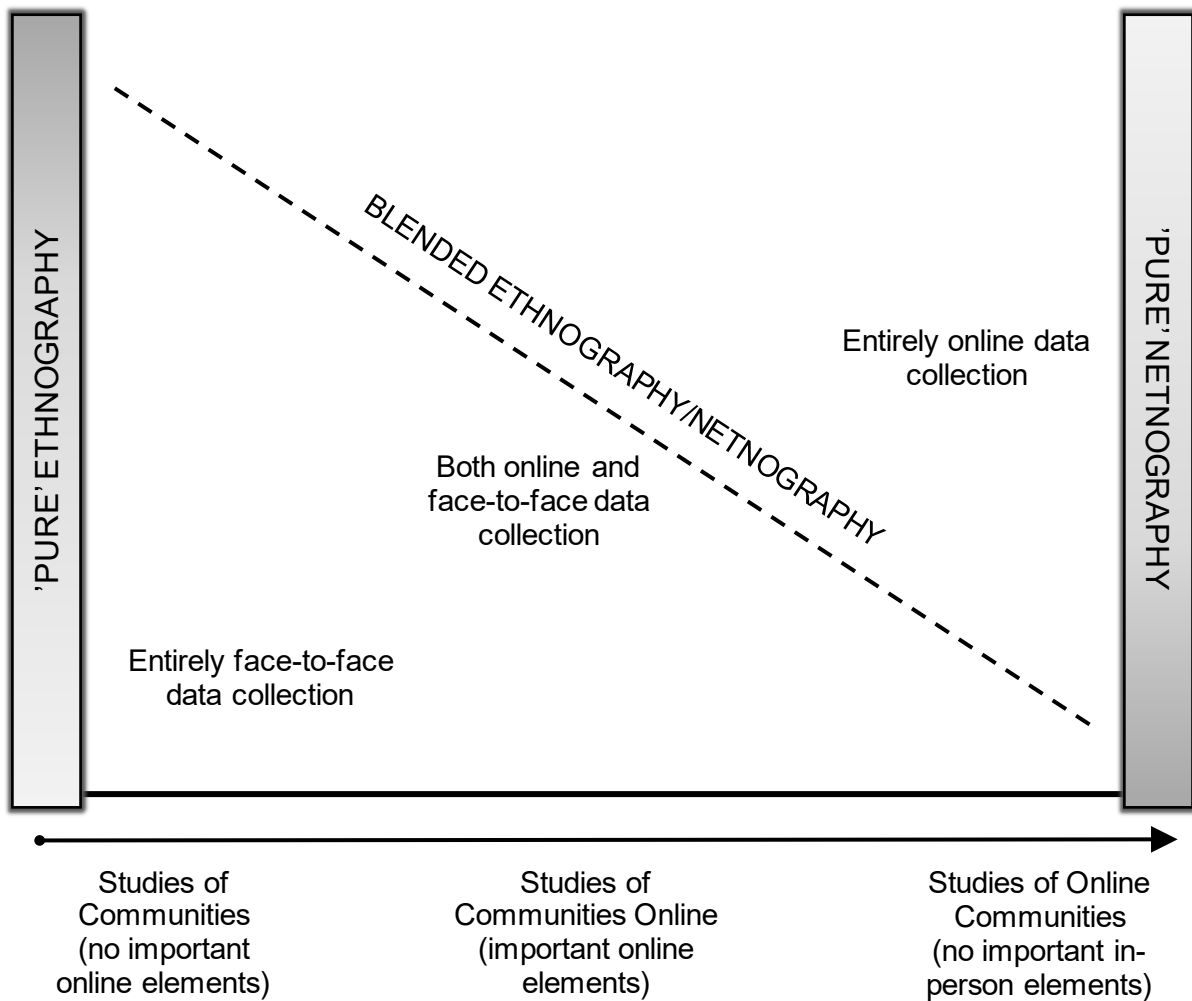 ’PURE’ ETHNOGRAPHY
BLENDED ETHNOGRAPHY/NETNOGRAPHY
’PURE’ NETNOGRAPHY
Entirely online data
collection
Both online and
face-to-face data
collection
Entirely face-to-face
data collection
Studies of
Communities
(no important
online elements)
Studies of
Communities Online
(important online
elements)
Studies of Online
Communities
(no important in-
person elements)